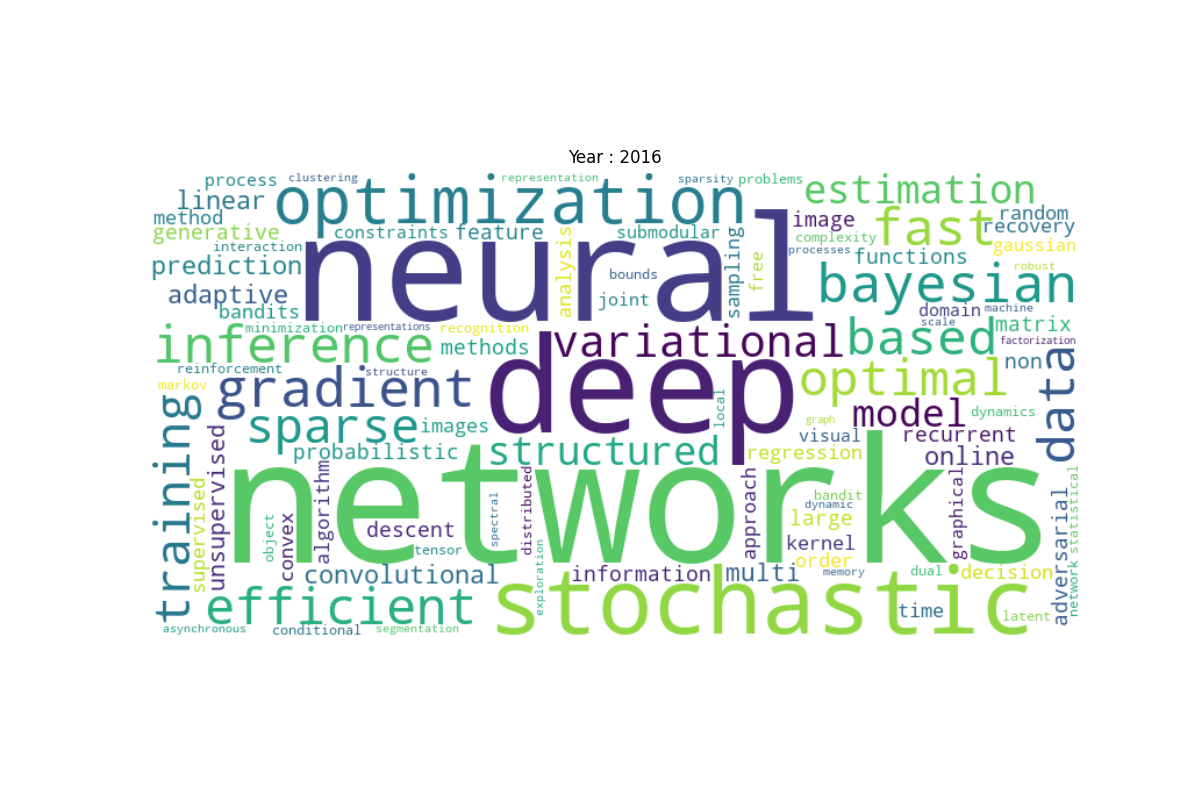 Year : 2016
process
clustering
representation
sparsity
problems
linear
optimization
estimation
method
image
fast
random
recovery
generative
constraints
feature
submodular
complexity
gaussian
interaction
neural
analysis
sampling
free
processes
functions
prediction
bounds
bayesian
robust
adaptive
joint
bandits
domain
machine
minimization
representations
recognition
variational
based
scale
matrix
factorization
inference
methods
non
reinforcement
structure
deep
optimal
data
markov
gradient
local
model
dynamics
training
sparse
images
graph
visual
recurrent
probabilistic
structured
regression
online
unsupervised
supervised
algorithm
networks
distributed
spectral
approach
bandit
dynamic
graphical
statistical
object
convex
descent
large
adversarial
tensor
kernel
order
convolutional
exploration
information
multi
memory
dual
decision
network
efficient
stochastic
time
latent
asynchronous
conditional
segmentation